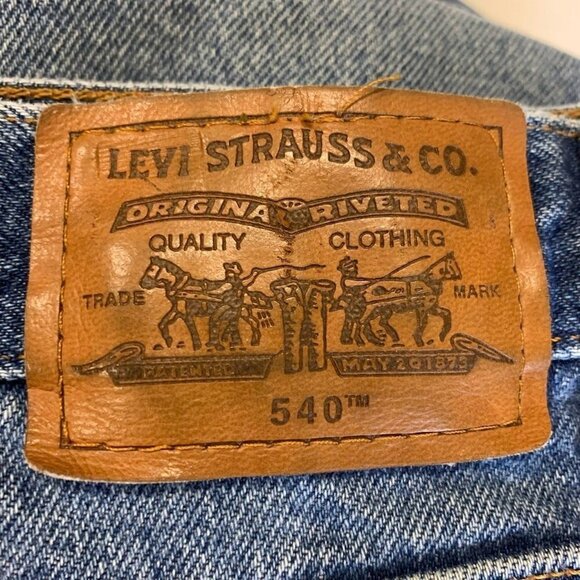 LEVI STRAUSS & CO.
ORIGINAL RIVETED
QUALITY CLOTHING
TRADE MARK
PATENTED MAY 20 1873
540™